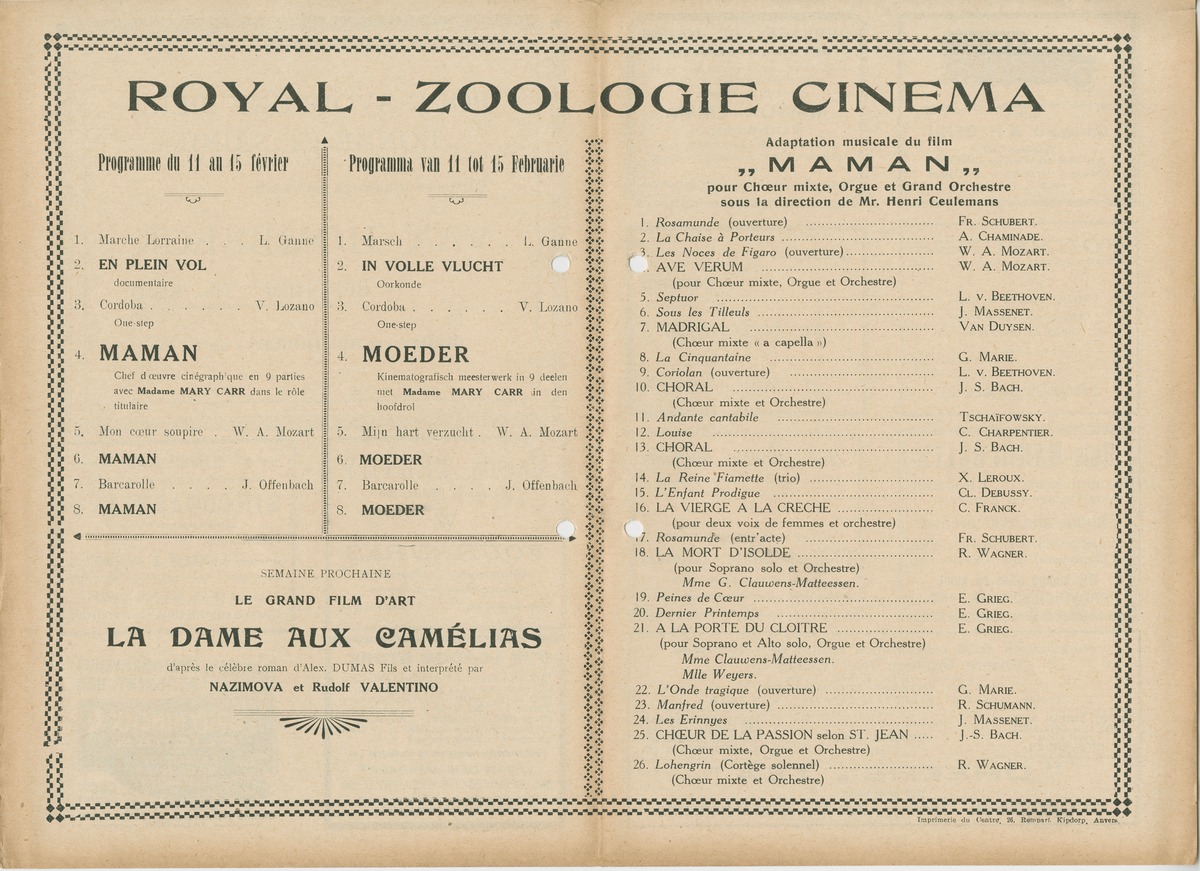 ROYAL - ZOOLOGIE CINEMA
Programme du 11 au 15 février
1. Marche Lorraine . . . L. Ganne
2. EN PLEIN VOL
documentaire
3. Cordoba . . . . . . V. Lozano
One-step
4. MAMAN
Chef d'œuvre cinégraphique en 9 parties
avec Madame MARY CARR dans le rôle
titulaire
5. Mon cœur soupire . W. A. Mozart
6. MAMAN
7. Barcarolle . . . . J. Offenbach
8. MAMAN
Programma van 11 tot 15 Februarie
1. Marsch . . . . . . L. Ganne
2. IN VOLLE VLUCHT
Oorkonde
3. Cordoba . . . . . . V. Lozano
One-step
4. MOEDER
Kinematografisch meesterwerk in 9 deelen
met Madame MARY CARR in den
hoofdrol
5. Mijn hart verzucht . W. A. Mozart
6. MOEDER
7. Barcarolle . . . . J. Offenbach
8. MOEDER
SEMAINE PROCHAINE
LE GRAND FILM D'ART
LA DAME AUX CAMÉLIAS
d'après le célèbre roman d'Alex. DUMAS Fils et interprété par
NAZIMOVA et Rudolf VALENTINO
Adaptation musicale du film
„ MAMAN „
pour Chœur mixte, Orgue et Grand Orchestre
sous la direction de Mr. Henri Ceulemans
1. Rosamunde (ouverture) ........ FR. SCHUBERT.
2. La Chaise à Porteurs ........ A. CHAMINADE.
3. Les Noces de Figaro (ouverture) ........ W. A. MOZART.
AVE VERUM ........ W. A. MOZART.
(pour Chœur mixte, Orgue et Orchestre)
5. Septuor ........ L. V. BEETHOVEN.
6. Sous les Tilleuls ........ J. MASSENET.
7. MADRIGAL ........ VAN DUYSEN.
(Chœur mixte « a capella »)
8. La Cinquantaine ........ G. MARIE.
9. Coriolan (ouverture) ........ L. V. BEETHOVEN.
10. CHORAL ........ J. S. BACH.
(Chœur mixte et Orchestre)
11. Andante cantabile ........ TSCHAÏFOWSKY.
12. Louise ........ C. CHARPENTIER.
13. CHORAL ........ J. S. BACH.
(Chœur mixte et Orchestre)
14. La Reine Fiamette (trio) ........ X. LEROUX.
15. L'Enfant Prodigue ........ CL. DEBUSSY.
16. LA VIERGE A LA CRECHE ........ C. FRANCK.
(pour deux voix de femmes et orchestre)
17. Rosamunde (entr'acte) ........ FR. SCHUBERT.
18. LA MORT D'ISOLDE ........ R. WAGNER.
(pour Soprano solo et Orchestre)
Mme G. Clauwens-Matteessen.
19. Peines de Cœur ........ E. GRIEG.
20. Dernier Printemps ........ E. GRIEG.
21. A LA PORTE DU CLOITRE ........ E. GRIEG.
(pour Soprano et Alto solo, Orgue et Orchestre)
Mme Clauwens-Matteessen.
Mlle Weyers.
22. L'Onde tragique (ouverture) ........ G. MARIE.
23. Manfred (ouverture) ........ R. SCHUMANN.
24. Les Erinnyes ........ J. MASSENET.
25. CHŒUR DE LA PASSION selon ST. JEAN ..... J.-S. BACH.
(Chœur mixte, Orgue et Orchestre)
26. Lohengrin (Cortège solennel) ........ R. WAGNER.
(Chœur mixte et Orchestre)
Imprimerie du Centre, 26, Rempart Kipdorp, Anvers